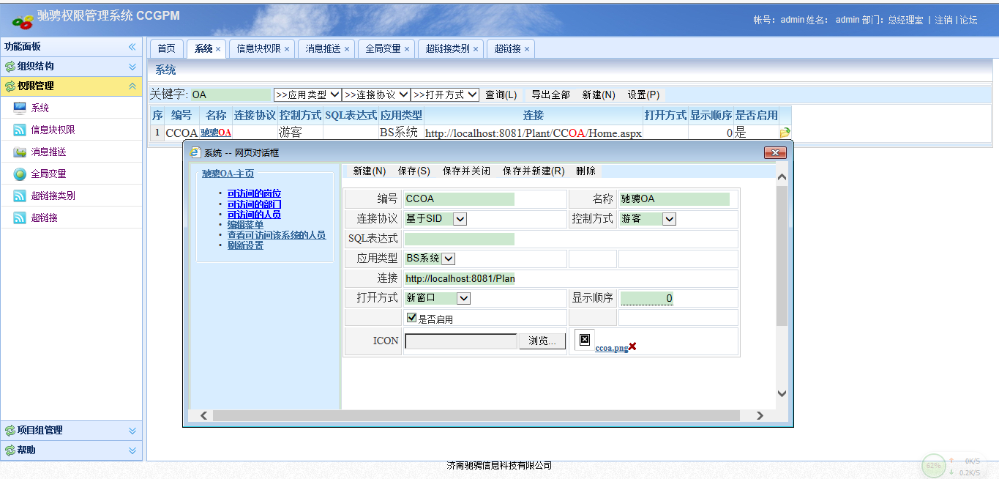 驰骋权限管理系统 CCGPM
帐号： admin 姓名： admin 部门：总经理室 | 注销 | 论坛
功能面板
组织结构
权限管理
系统
信息块权限
消息推送
全局变量
超链接类别
超链接
项目组管理
帮助
首页 系统 × 信息块权限 × 消息推送 × 全局变量 × 超链接类别 × 超链接 ×
系统
关键字: OA >>应用类型 >>连接协议 >>打开方式 查询(L) 导出全部 新建(N) 设置(P)
序 编号 名称 连接协议 控制方式 SQL表达式 应用类型 连接 打开方式 显示顺序 是否启用
1 CCOA 驰骋OA 游客 BS系统 http://localhost:8081/Plant/CCOA/Home.aspx 0 是
系统 -- 网页对话框
驰骋OA-主页
• 可访问的岗位
• 可访问的部门
• 可访问的人员
• 编辑菜单
• 查看可访问该系统的人员
• 刷新设置
新建(N) 保存(S) 保存并关闭 保存并新建(R) 删除
编号 CCOA 名称 驰骋OA
连接协议 基于SID 控制方式 游客
SQL表达式
应用类型 BS系统
连接 http://localhost:8081/Plan
打开方式 新窗口 显示顺序 0
是否启用
ICON 浏览... ccoa.png
济南驰骋信息科技有限公司
62% ↑ 0K/S
↓ 0.2K/S